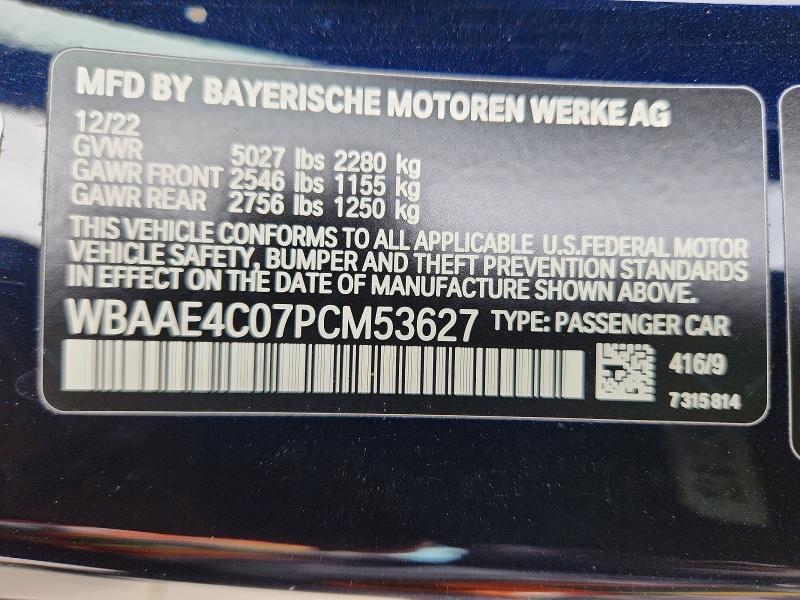 MFD BY BAYERISCHE MOTOREN WERKE AG
12/22
GVWR 5027 lbs 2280 kg
GAWR FRONT 2546 lbs 1155 kg
GAWR REAR 2756 lbs 1250 kg
THIS VEHICLE CONFORMS TO ALL APPLICABLE U.S.FEDERAL MOTOR
VEHICLE SAFETY, BUMPER AND THEFT PREVENTION STANDARDS
IN EFFECT ON THE DATE OF MANUFACTURE SHOWN ABOVE.
WBAAE4C07PCM53627 TYPE: PASSENGER CAR
416/9
7315814